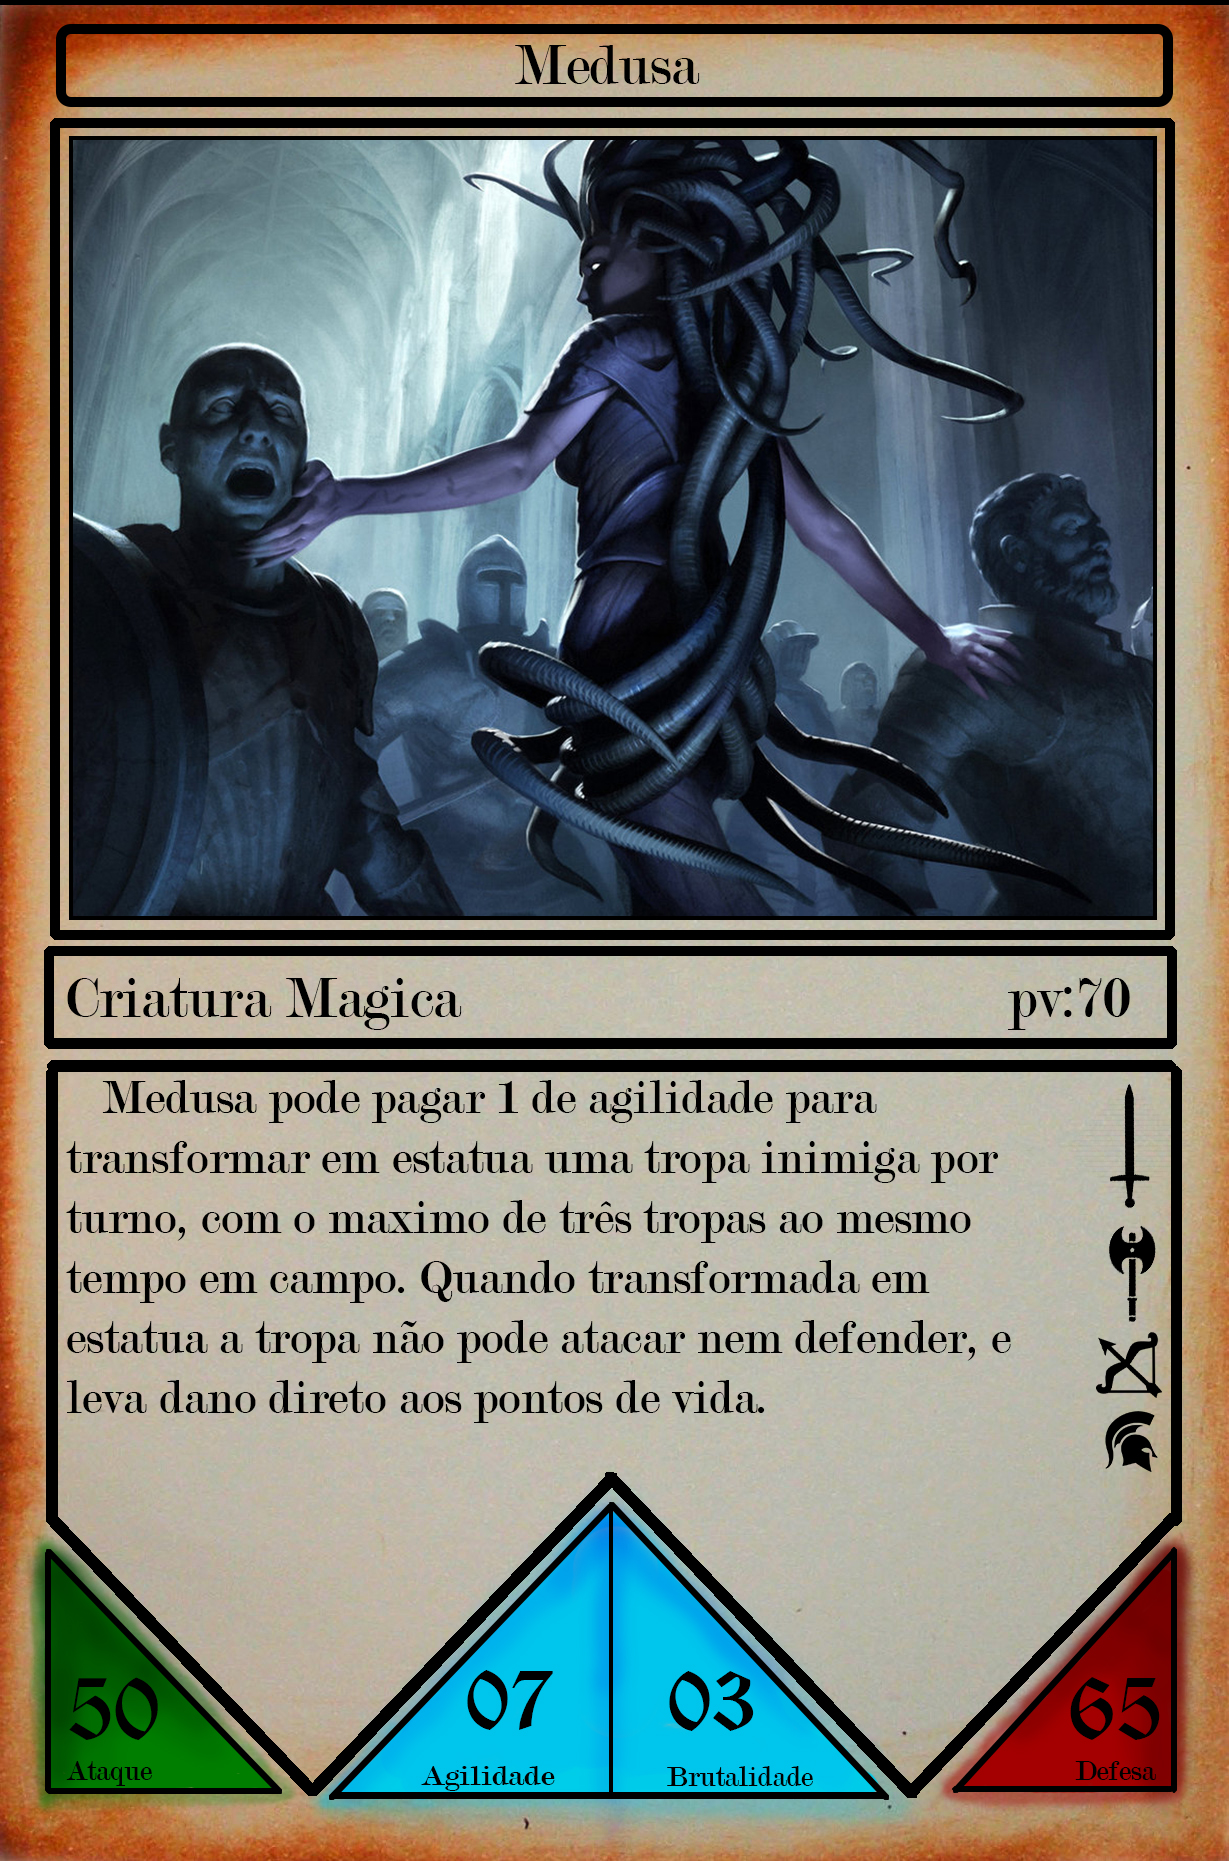 Medusa
Criatura Magica pv:70
Medusa pode pagar 1 de agilidade para
transformar em estatua uma tropa inimiga por
turno, com o maximo de três tropas ao mesmo
tempo em campo. Quando transformada em
estatua a tropa não pode atacar nem defender, e
leva dano direto aos pontos de vida.
50 07 03 65
Ataque Agilidade Brutalidade Defesa